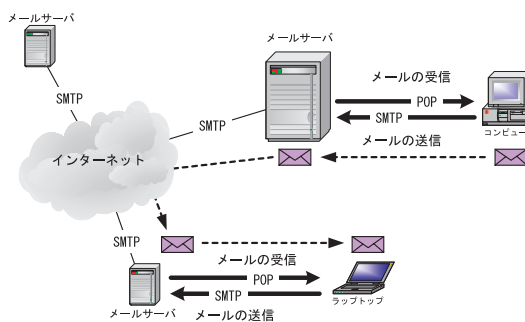 メールサーバ
SMTP
メールサーバ
メールの受信
POP
SMTP
メールの送信
コンピュータ
SMTP
インターネット
SMTP
メールサーバ
メールの受信
POP
SMTP
メールの送信
ラップトップ